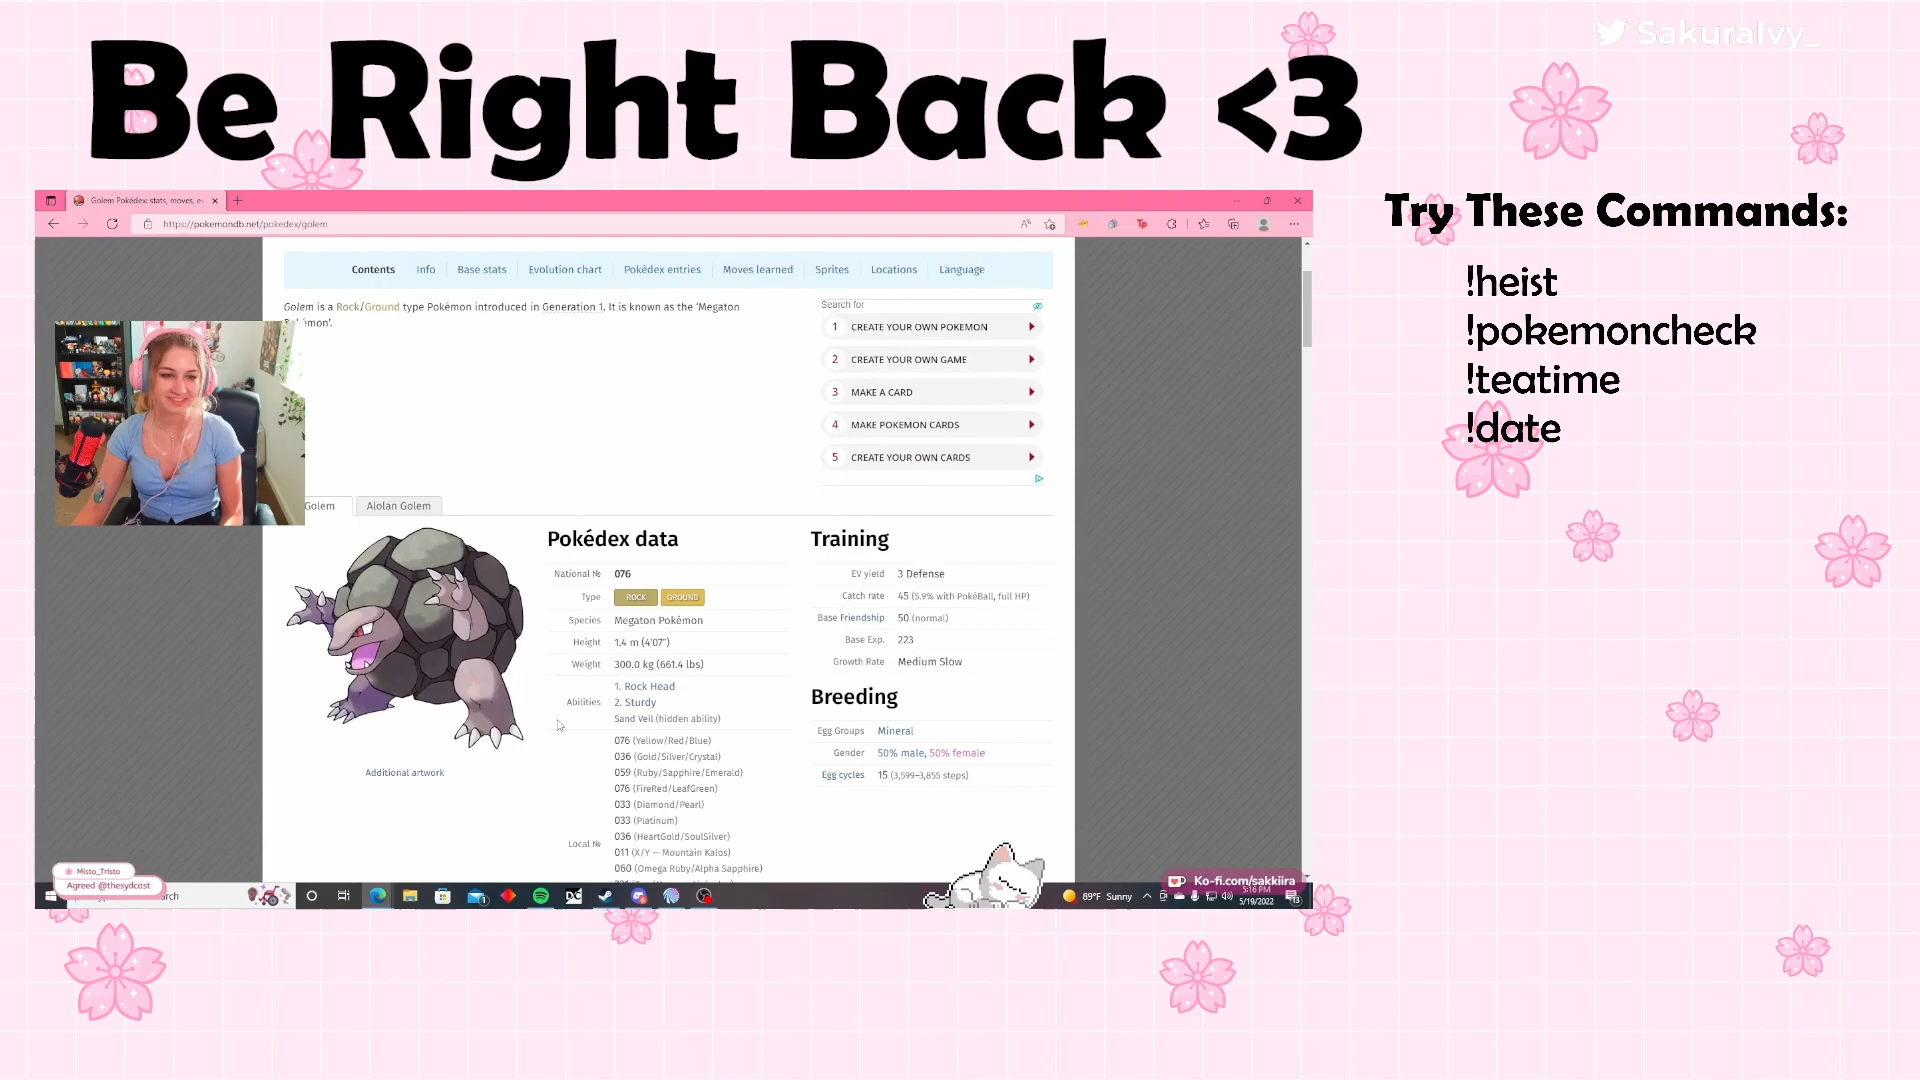 Be Right Back <3
SakuraIvy_
Golem Pokédex: stats, moves, e
https://pokemondb.net/pokedex/golem
Try These Commands:
!heist
!pokemoncheck
!teatime
!date
Contents Info Base stats Evolution chart Pokédex entries Moves learned Sprites Locations Language
Golem is a Rock/Ground type Pokémon introduced in Generation 1. It is known as the 'Megaton
émon'.
Search for
1 CREATE YOUR OWN POKEMON
2 CREATE YOUR OWN GAME
3 MAKE A CARD
4 MAKE POKEMON CARDS
5 CREATE YOUR OWN CARDS
Golem Alolan Golem
Additional artwork
Pokédex data
National № 076
Type ROCK GROUND
Species Megaton Pokémon
Height 1.4 m (4'07″)
Weight 300.0 kg (661.4 lbs)
Abilities
1. Rock Head
2. Sturdy
Sand Veil (hidden ability)
Local №
076 (Yellow/Red/Blue)
036 (Gold/Silver/Crystal)
059 (Ruby/Sapphire/Emerald)
076 (FireRed/LeafGreen)
033 (Diamond/Pearl)
033 (Platinum)
036 (HeartGold/SoulSilver)
011 (X/Y — Mountain Kalos)
060 (Omega Ruby/Alpha Sapphire)
Training
EV yield 3 Defense
Catch rate 45 (5.9% with PokéBall, full HP)
Base Friendship 50 (normal)
Base Exp. 223
Growth Rate Medium Slow
Breeding
Egg Groups Mineral
Gender 50% male, 50% female
Egg cycles 15 (3,599–3,855 steps)
Misto_Tristo
Agreed @thesydcast
Ko-fi.com/sakkiira
89°F Sunny
5:16 PM
5/19/2022